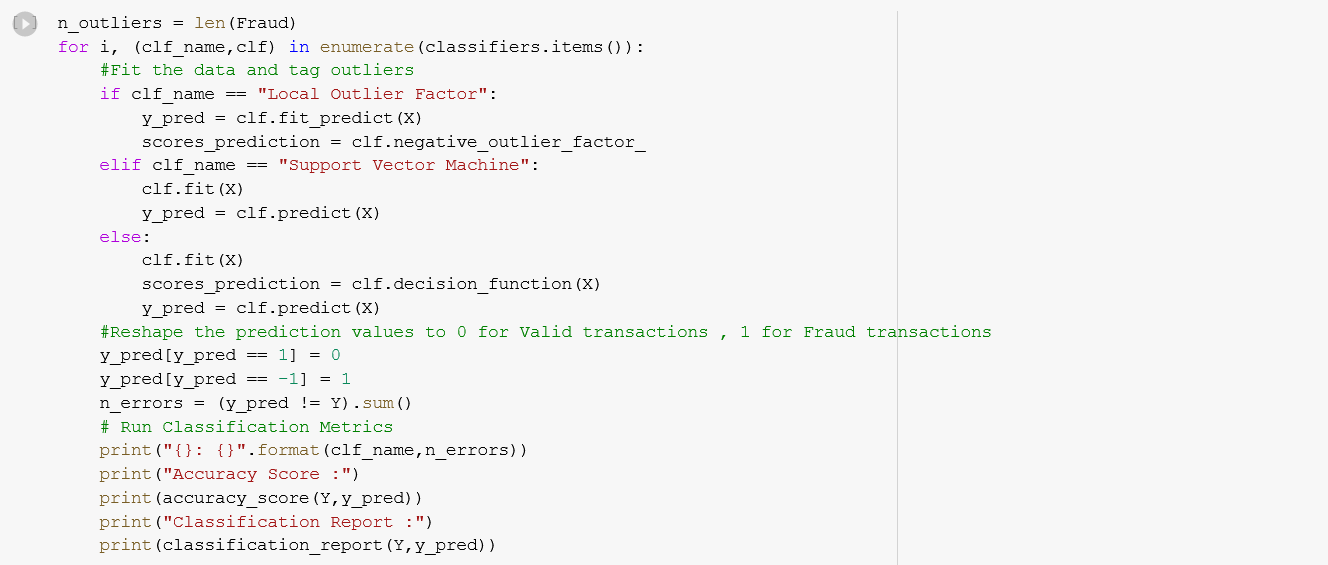 [ ] n_outliers = len(Fraud)
for i, (clf_name,clf) in enumerate(classifiers.items()):
    #Fit the data and tag outliers
    if clf_name == "Local Outlier Factor":
        y_pred = clf.fit_predict(X)
        scores_prediction = clf.negative_outlier_factor_
    elif clf_name == "Support Vector Machine":
        clf.fit(X)
        y_pred = clf.predict(X)
    else:
        clf.fit(X)
        scores_prediction = clf.decision_function(X)
        y_pred = clf.predict(X)
    #Reshape the prediction values to 0 for Valid transactions , 1 for Fraud transactions
    y_pred[y_pred == 1] = 0
    y_pred[y_pred == -1] = 1
    n_errors = (y_pred != Y).sum()
    # Run Classification Metrics
    print("{}: {}".format(clf_name,n_errors))
    print("Accuracy Score :")
    print(accuracy_score(Y,y_pred))
    print("Classification Report :")
    print(classification_report(Y,y_pred))